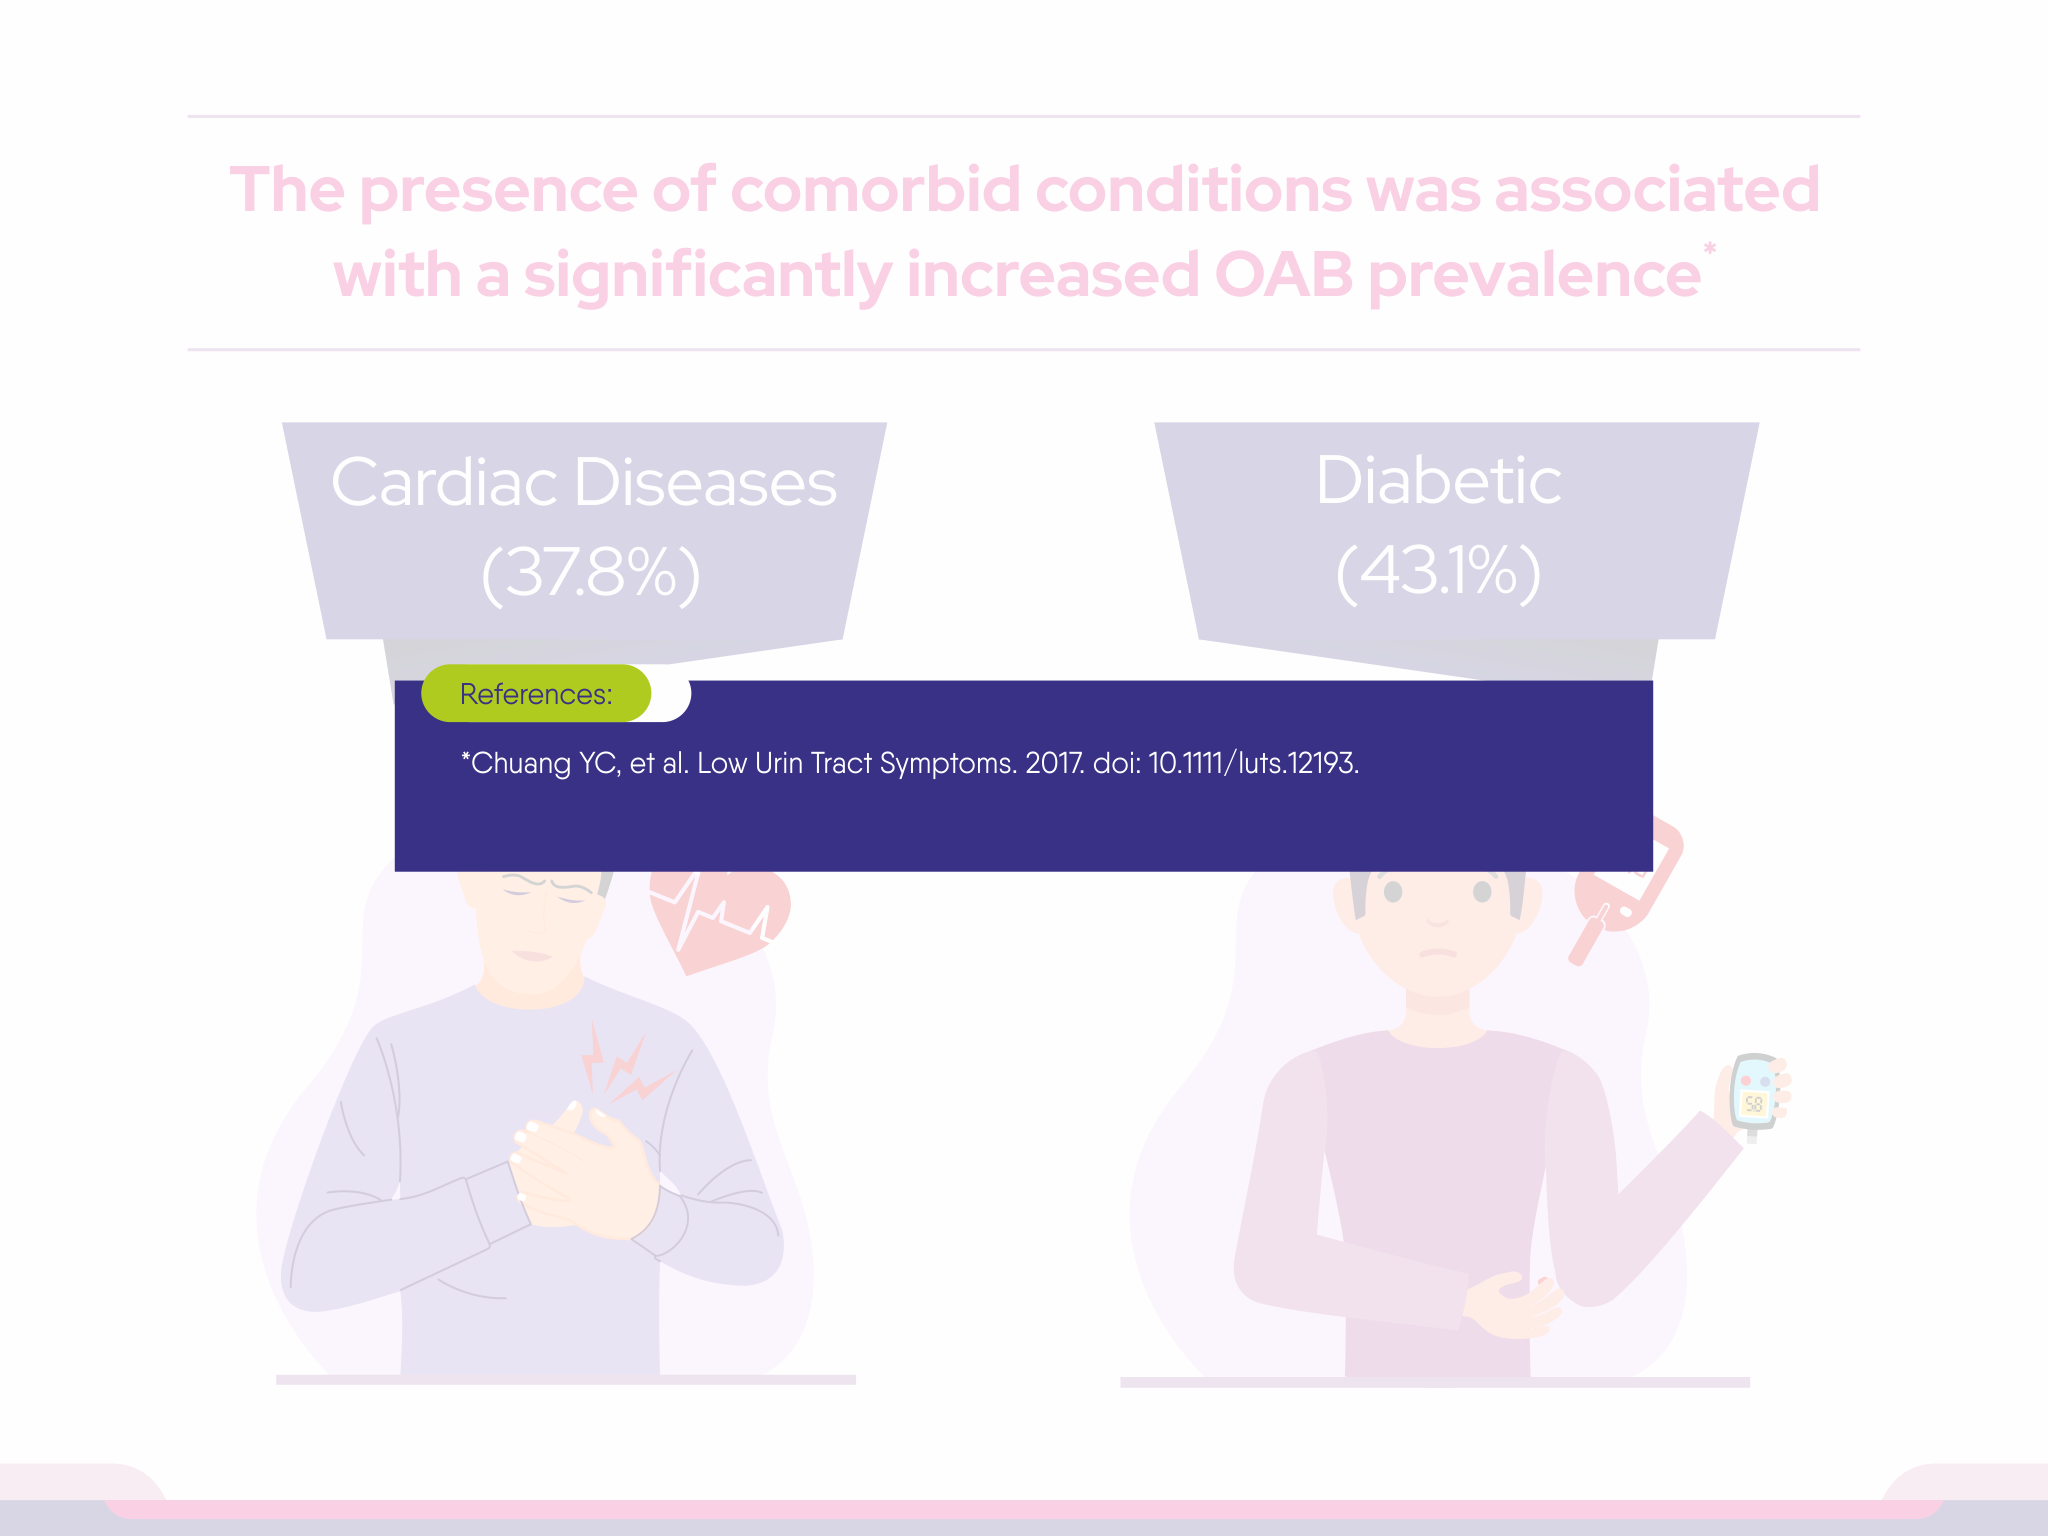 The presence of comorbid conditions was associated
with a significantly increased OAB prevalence*
Cardiac Diseases
(37.8%)
Diabetic
(43.1%)
References:
*Chuang YC, et al. Low Urin Tract Symptoms. 2017. doi: 10.1111/luts.12193.